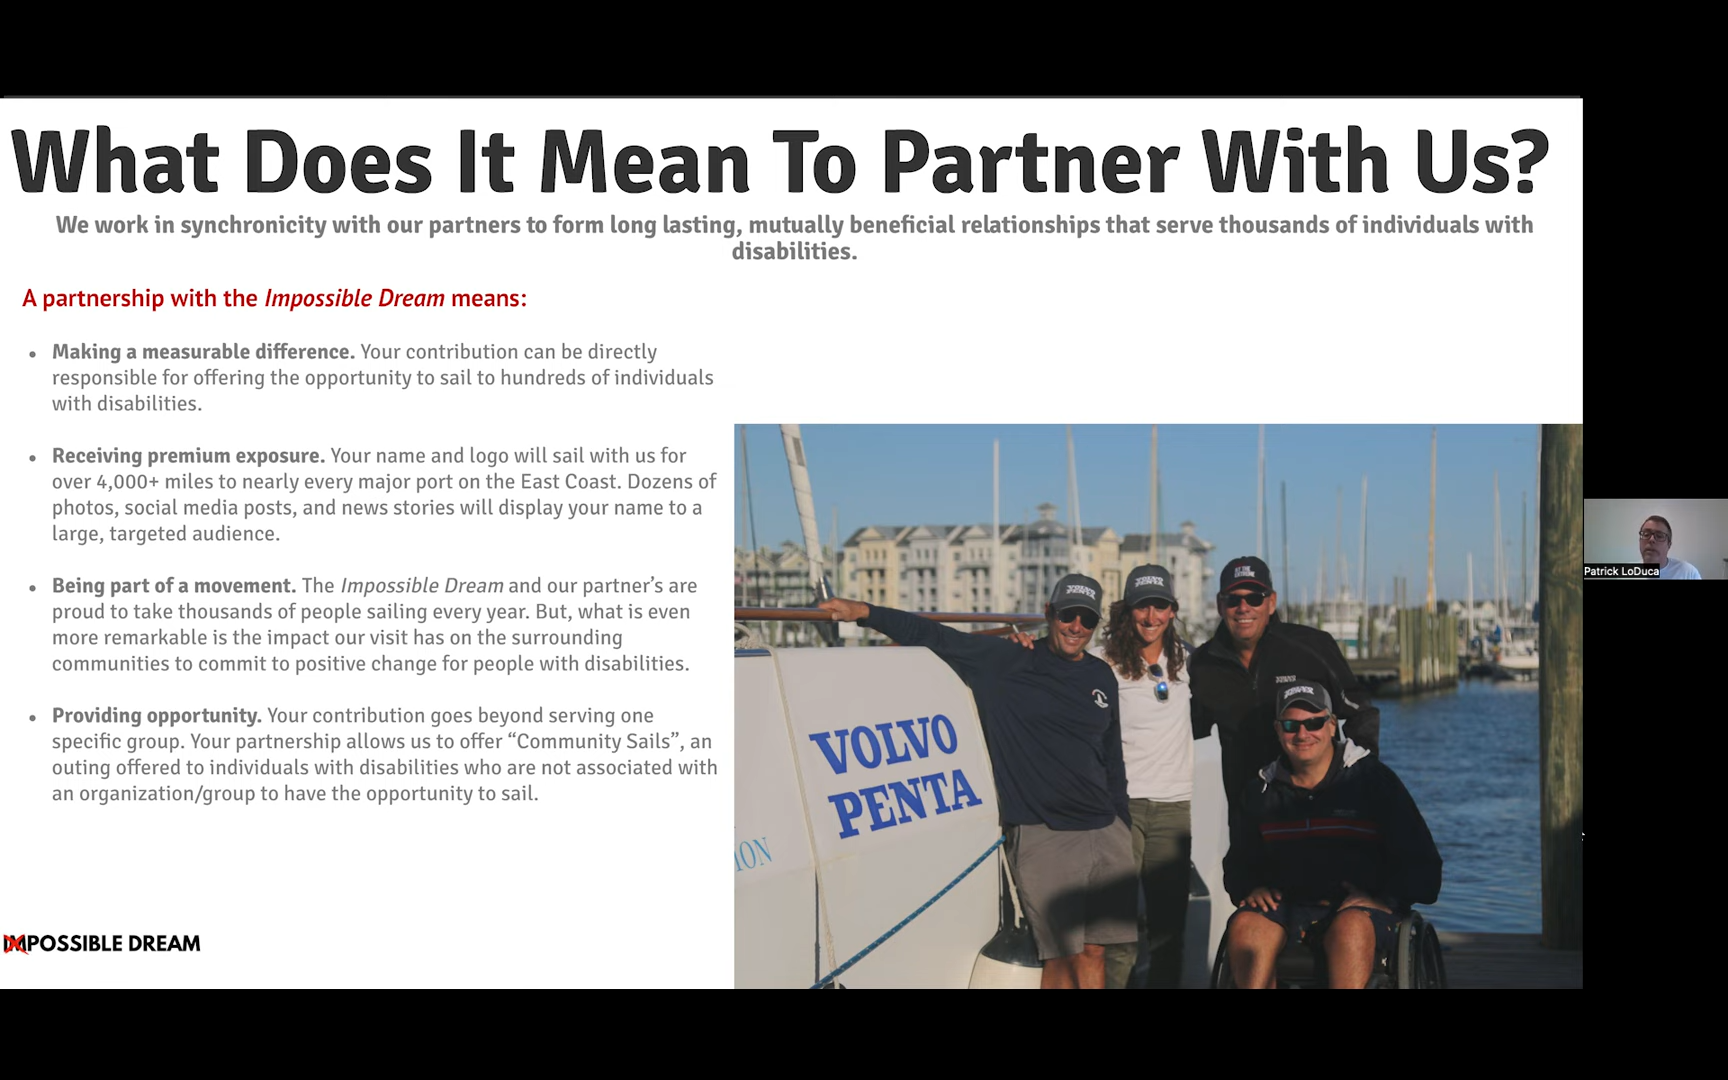 What Does It Mean To Partner With Us?
We work in synchronicity with our partners to form long lasting, mutually beneficial relationships that serve thousands of individuals with
disabilities.
A partnership with the Impossible Dream means:
• Making a measurable difference. Your contribution can be directly
responsible for offering the opportunity to sail to hundreds of individuals
with disabilities.
• Receiving premium exposure. Your name and logo will sail with us for
over 4,000+ miles to nearly every major port on the East Coast. Dozens of
photos, social media posts, and news stories will display your name to a
large, targeted audience.
• Being part of a movement. The Impossible Dream and our partner’s are
proud to take thousands of people sailing every year. But, what is even
more remarkable is the impact our visit has on the surrounding
communities to commit to positive change for people with disabilities.
• Providing opportunity. Your contribution goes beyond serving one
specific group. Your partnership allows us to offer “Community Sails”, an
outing offered to individuals with disabilities who are not associated with
an organization/group to have the opportunity to sail.
IMPOSSIBLE DREAM
VOLVO
PENTA
ION
VOLVO
PENTA
VOLVO
PENTA
Patrick LoDuca